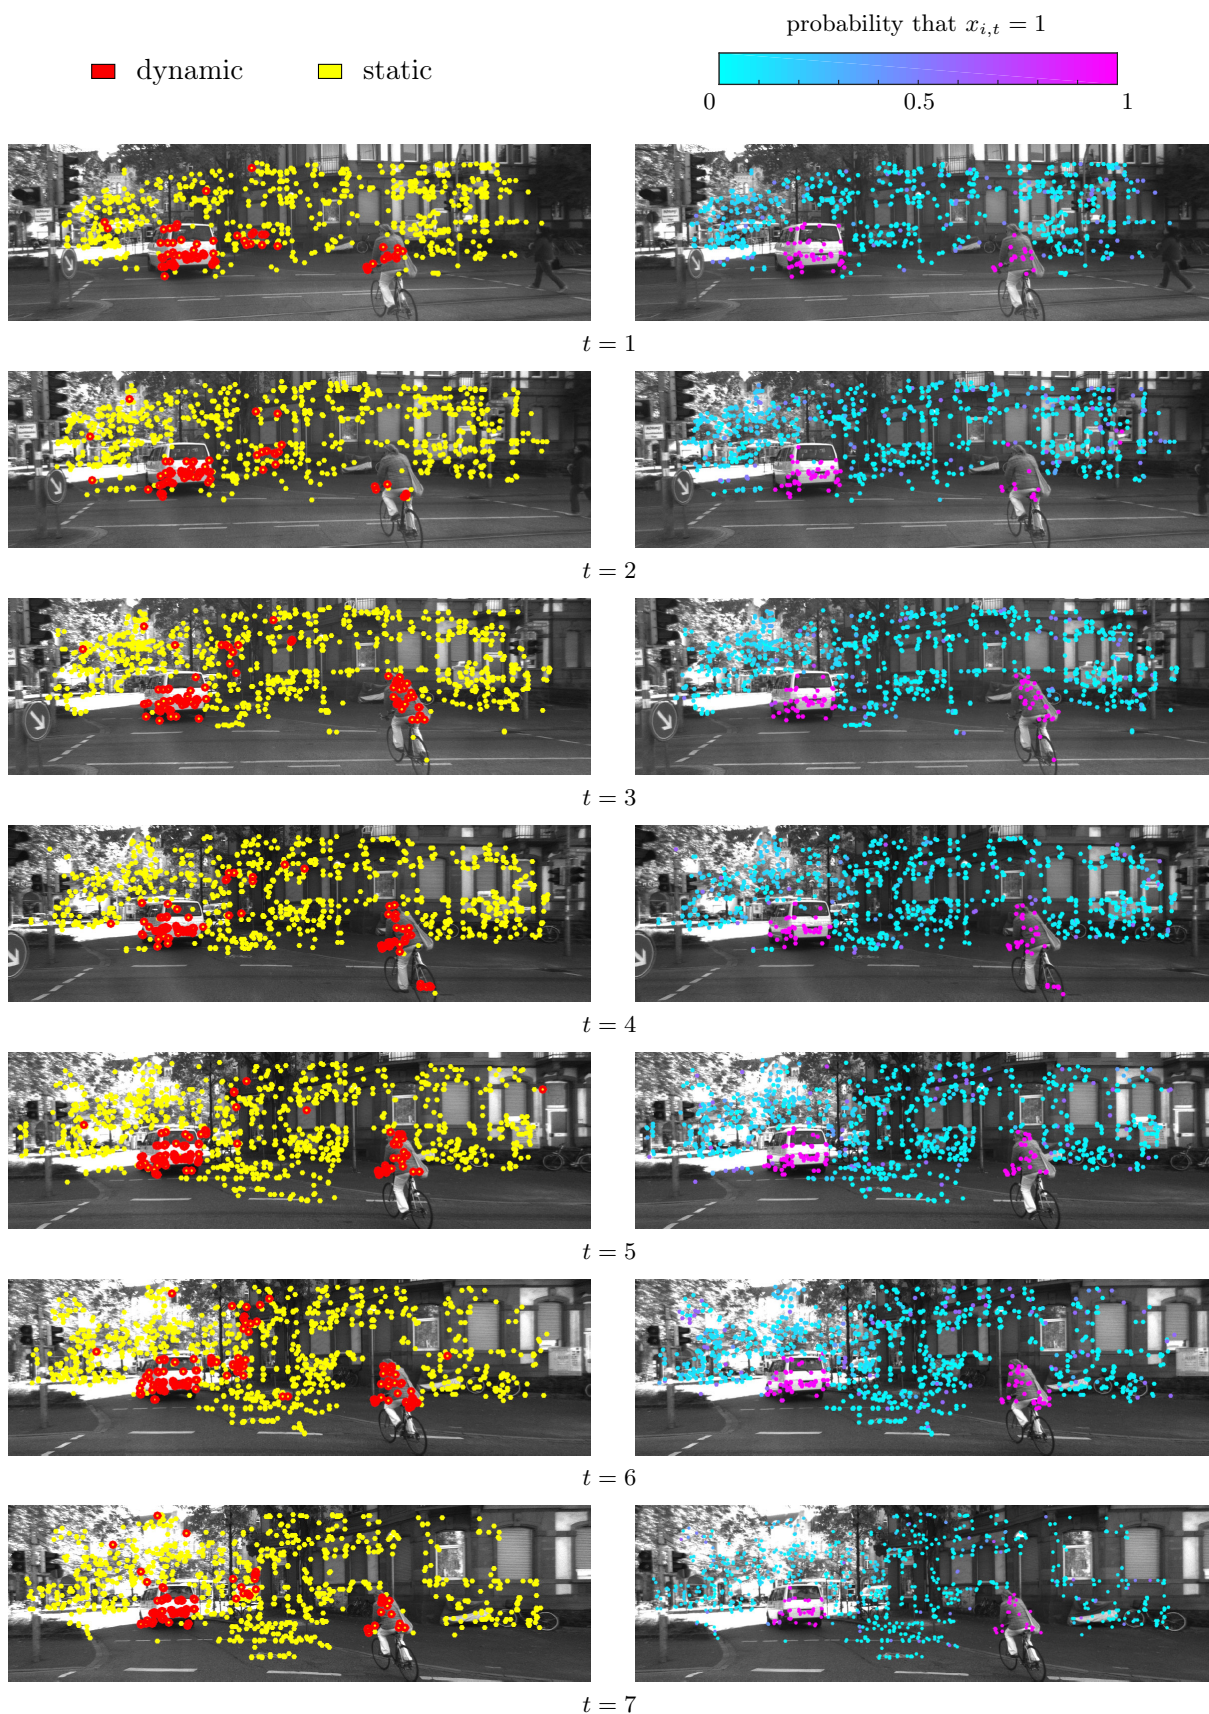 probability that x_{i,t} = 1
dynamic static
0 0.5 1
t = 1
t = 2
t = 3
t = 4
t = 5
t = 6
t = 7